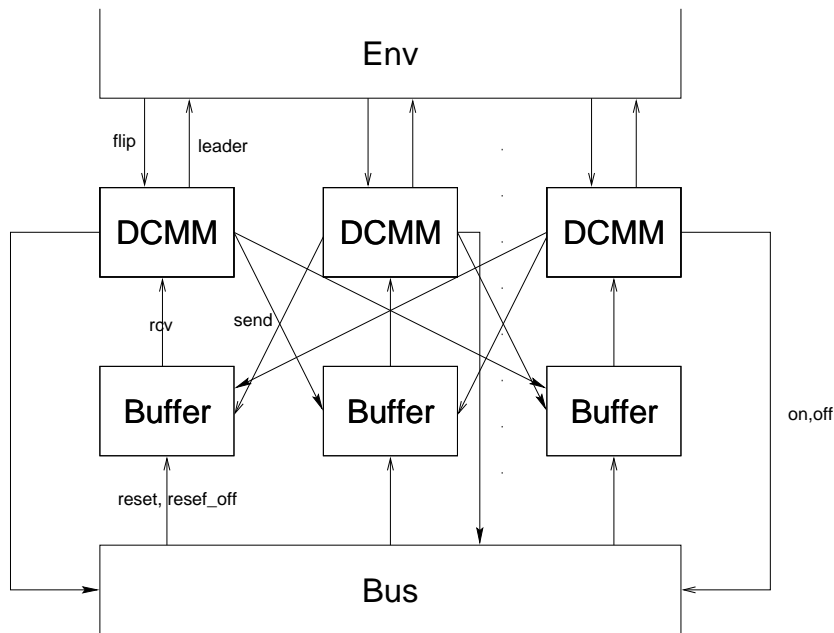 Env
flip
leader
DCMM DCMM DCMM
rcv
send
Buffer Buffer Buffer
on,off
reset, resef_off
Bus